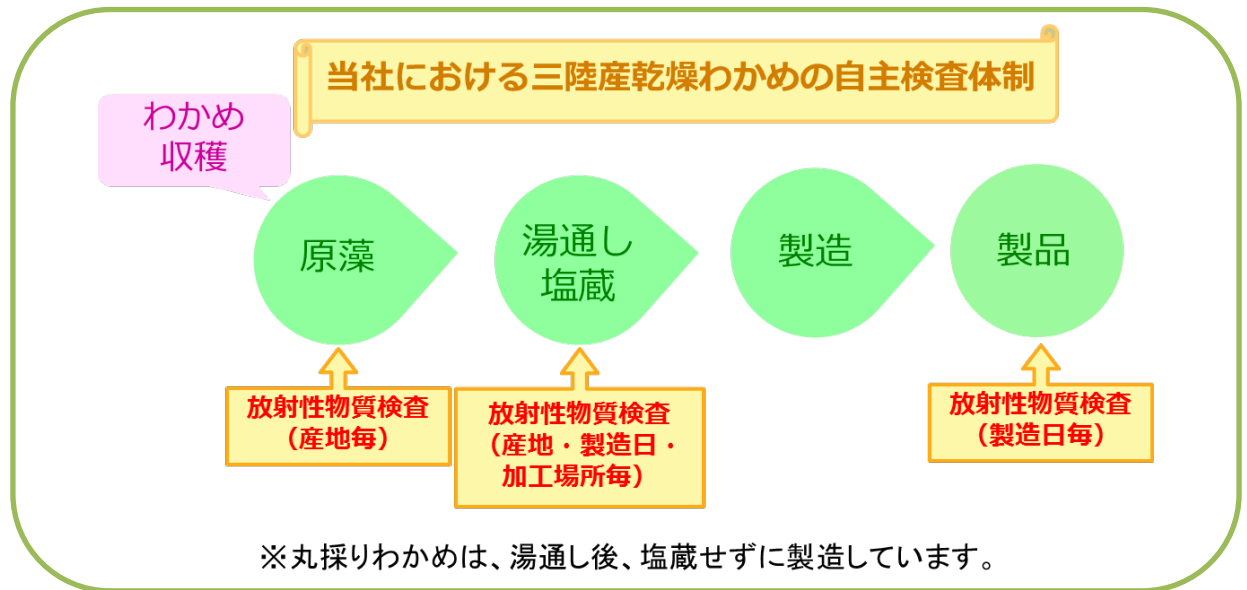 当社における三陸産乾燥わかめの自主検査体制
わかめ
収穫
原藻
湯通し
塩蔵
製造
製品
放射性物質検査
（産地毎）
放射性物質検査
（産地・製造日・
加工場所毎）
放射性物質検査
（製造日毎）
※丸採りわかめは、湯通し後、塩蔵せずに製造しています。